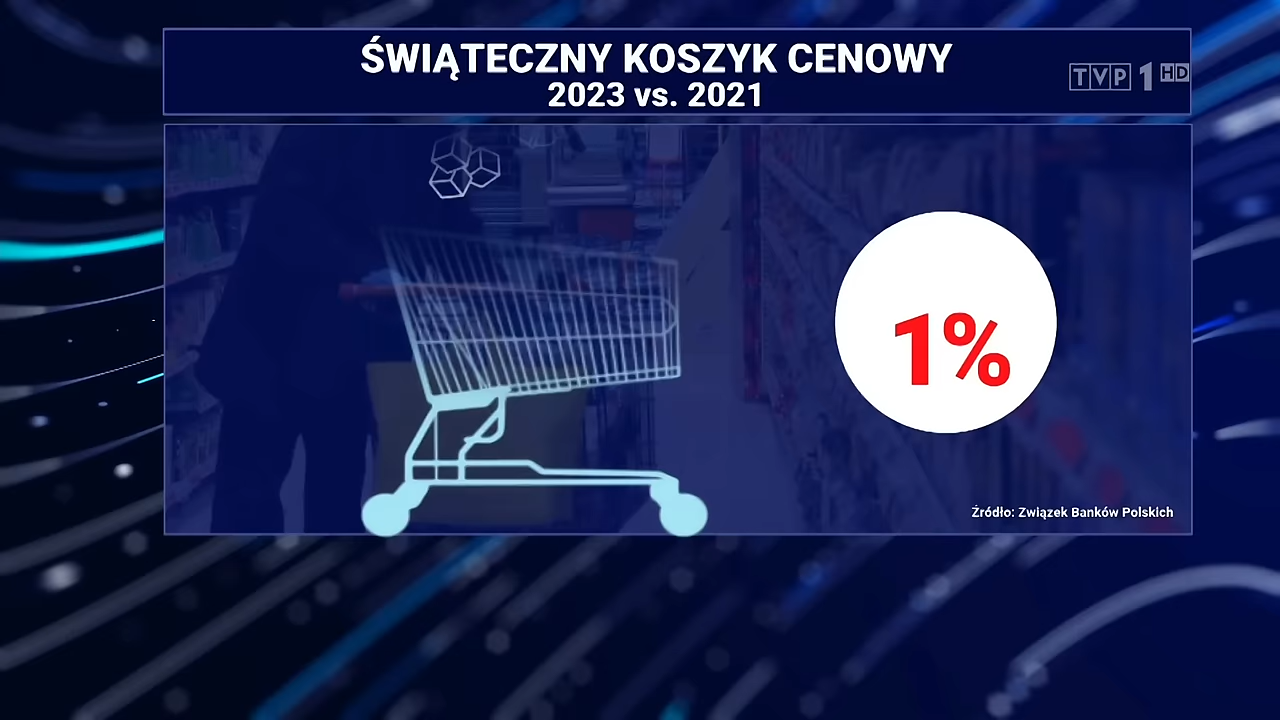 ŚWIĄTECZNY KOSZYK CENOWY
2023 vs. 2021
TVP 1 HD
1%
Źródło: Związek Banków Polskich